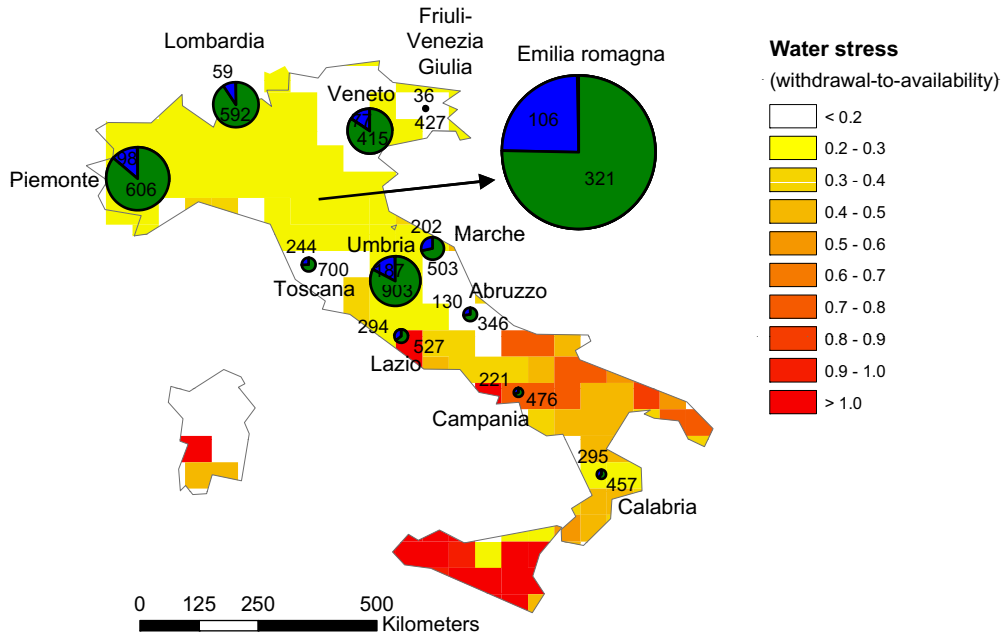 Friuli-
Venezia
Giulia
Lombardia
59
592
Veneto
77
415
36
427
Emilia romagna
106
321
Piemonte
98
606
202
Marche
503
244
700
Toscana
Umbria
187
903
Abruzzo
130
346
294
527
Lazio
221
476
Campania
295
457
Calabria
0 125 250 500
Kilometers
Water stress
(withdrawal-to-availability)
< 0.2
0.2 - 0.3
0.3 - 0.4
0.4 - 0.5
0.5 - 0.6
0.6 - 0.7
0.7 - 0.8
0.8 - 0.9
0.9 - 1.0
> 1.0